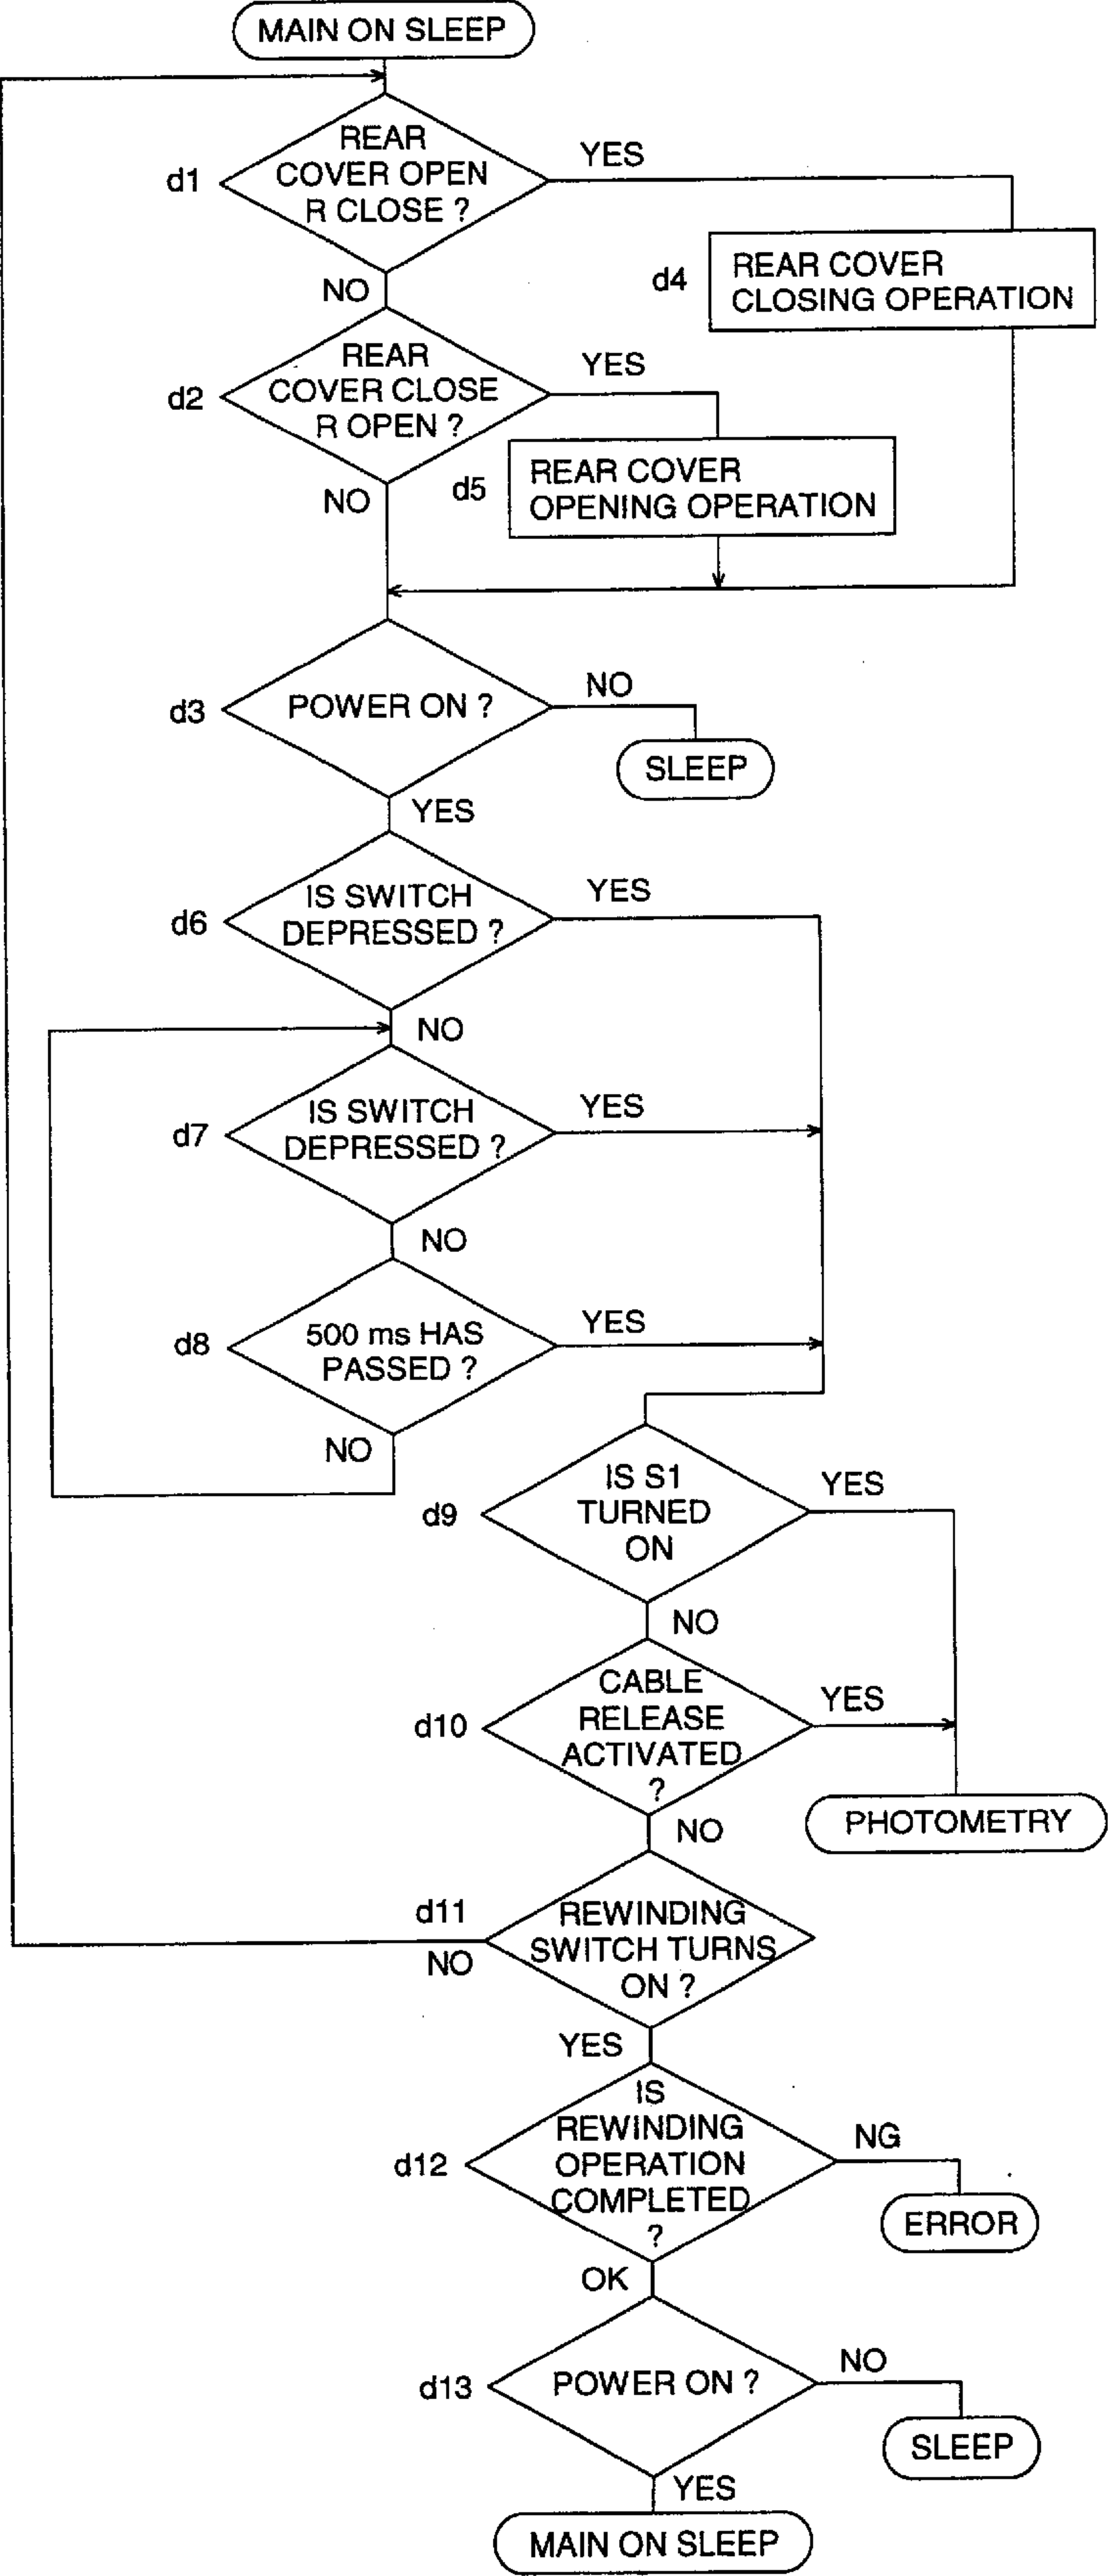 MAIN ON SLEEP
d1
REAR
COVER OPEN
R CLOSE ?
YES
NO
d4
REAR COVER
CLOSING OPERATION
d2
REAR
COVER CLOSE
R OPEN ?
YES
NO
d5
REAR COVER
OPENING OPERATION
d3
POWER ON ?
NO
SLEEP
YES
d6
IS SWITCH
DEPRESSED ?
YES
NO
d7
IS SWITCH
DEPRESSED ?
YES
NO
d8
500 ms HAS
PASSED ?
YES
NO
d9
IS S1
TURNED
ON
YES
NO
d10
CABLE
RELEASE
ACTIVATED
?
YES
PHOTOMETRY
NO
d11
REWINDING
SWITCH TURNS
ON ?
NO
YES
d12
IS
REWINDING
OPERATION
COMPLETED
?
NG
ERROR
OK
d13
POWER ON ?
NO
SLEEP
YES
MAIN ON SLEEP